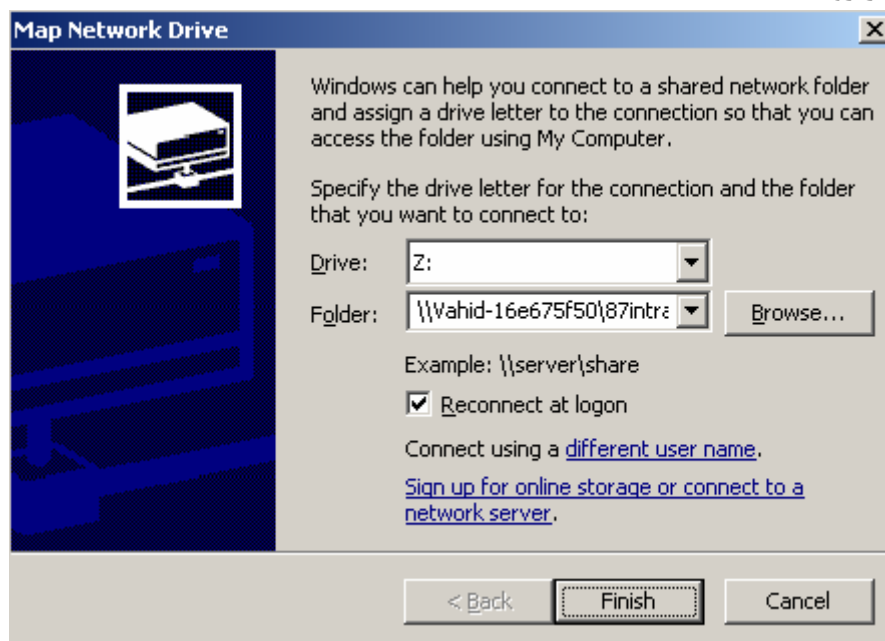 Map Network Drive
Windows can help you connect to a shared network folder
and assign a drive letter to the connection so that you can
access the folder using My Computer.
Specify the drive letter for the connection and the folder
that you want to connect to:
Drive: Z:
Folder: \\Vahid-16e675f50\87intra Browse...
Example: \\server\share
Reconnect at logon
Connect using a different user name.
Sign up for online storage or connect to a
network server.
< Back Finish Cancel